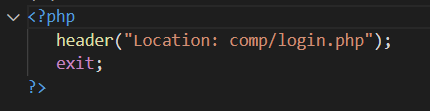 <?php
header("Location: comp/login.php");
exit;
?>